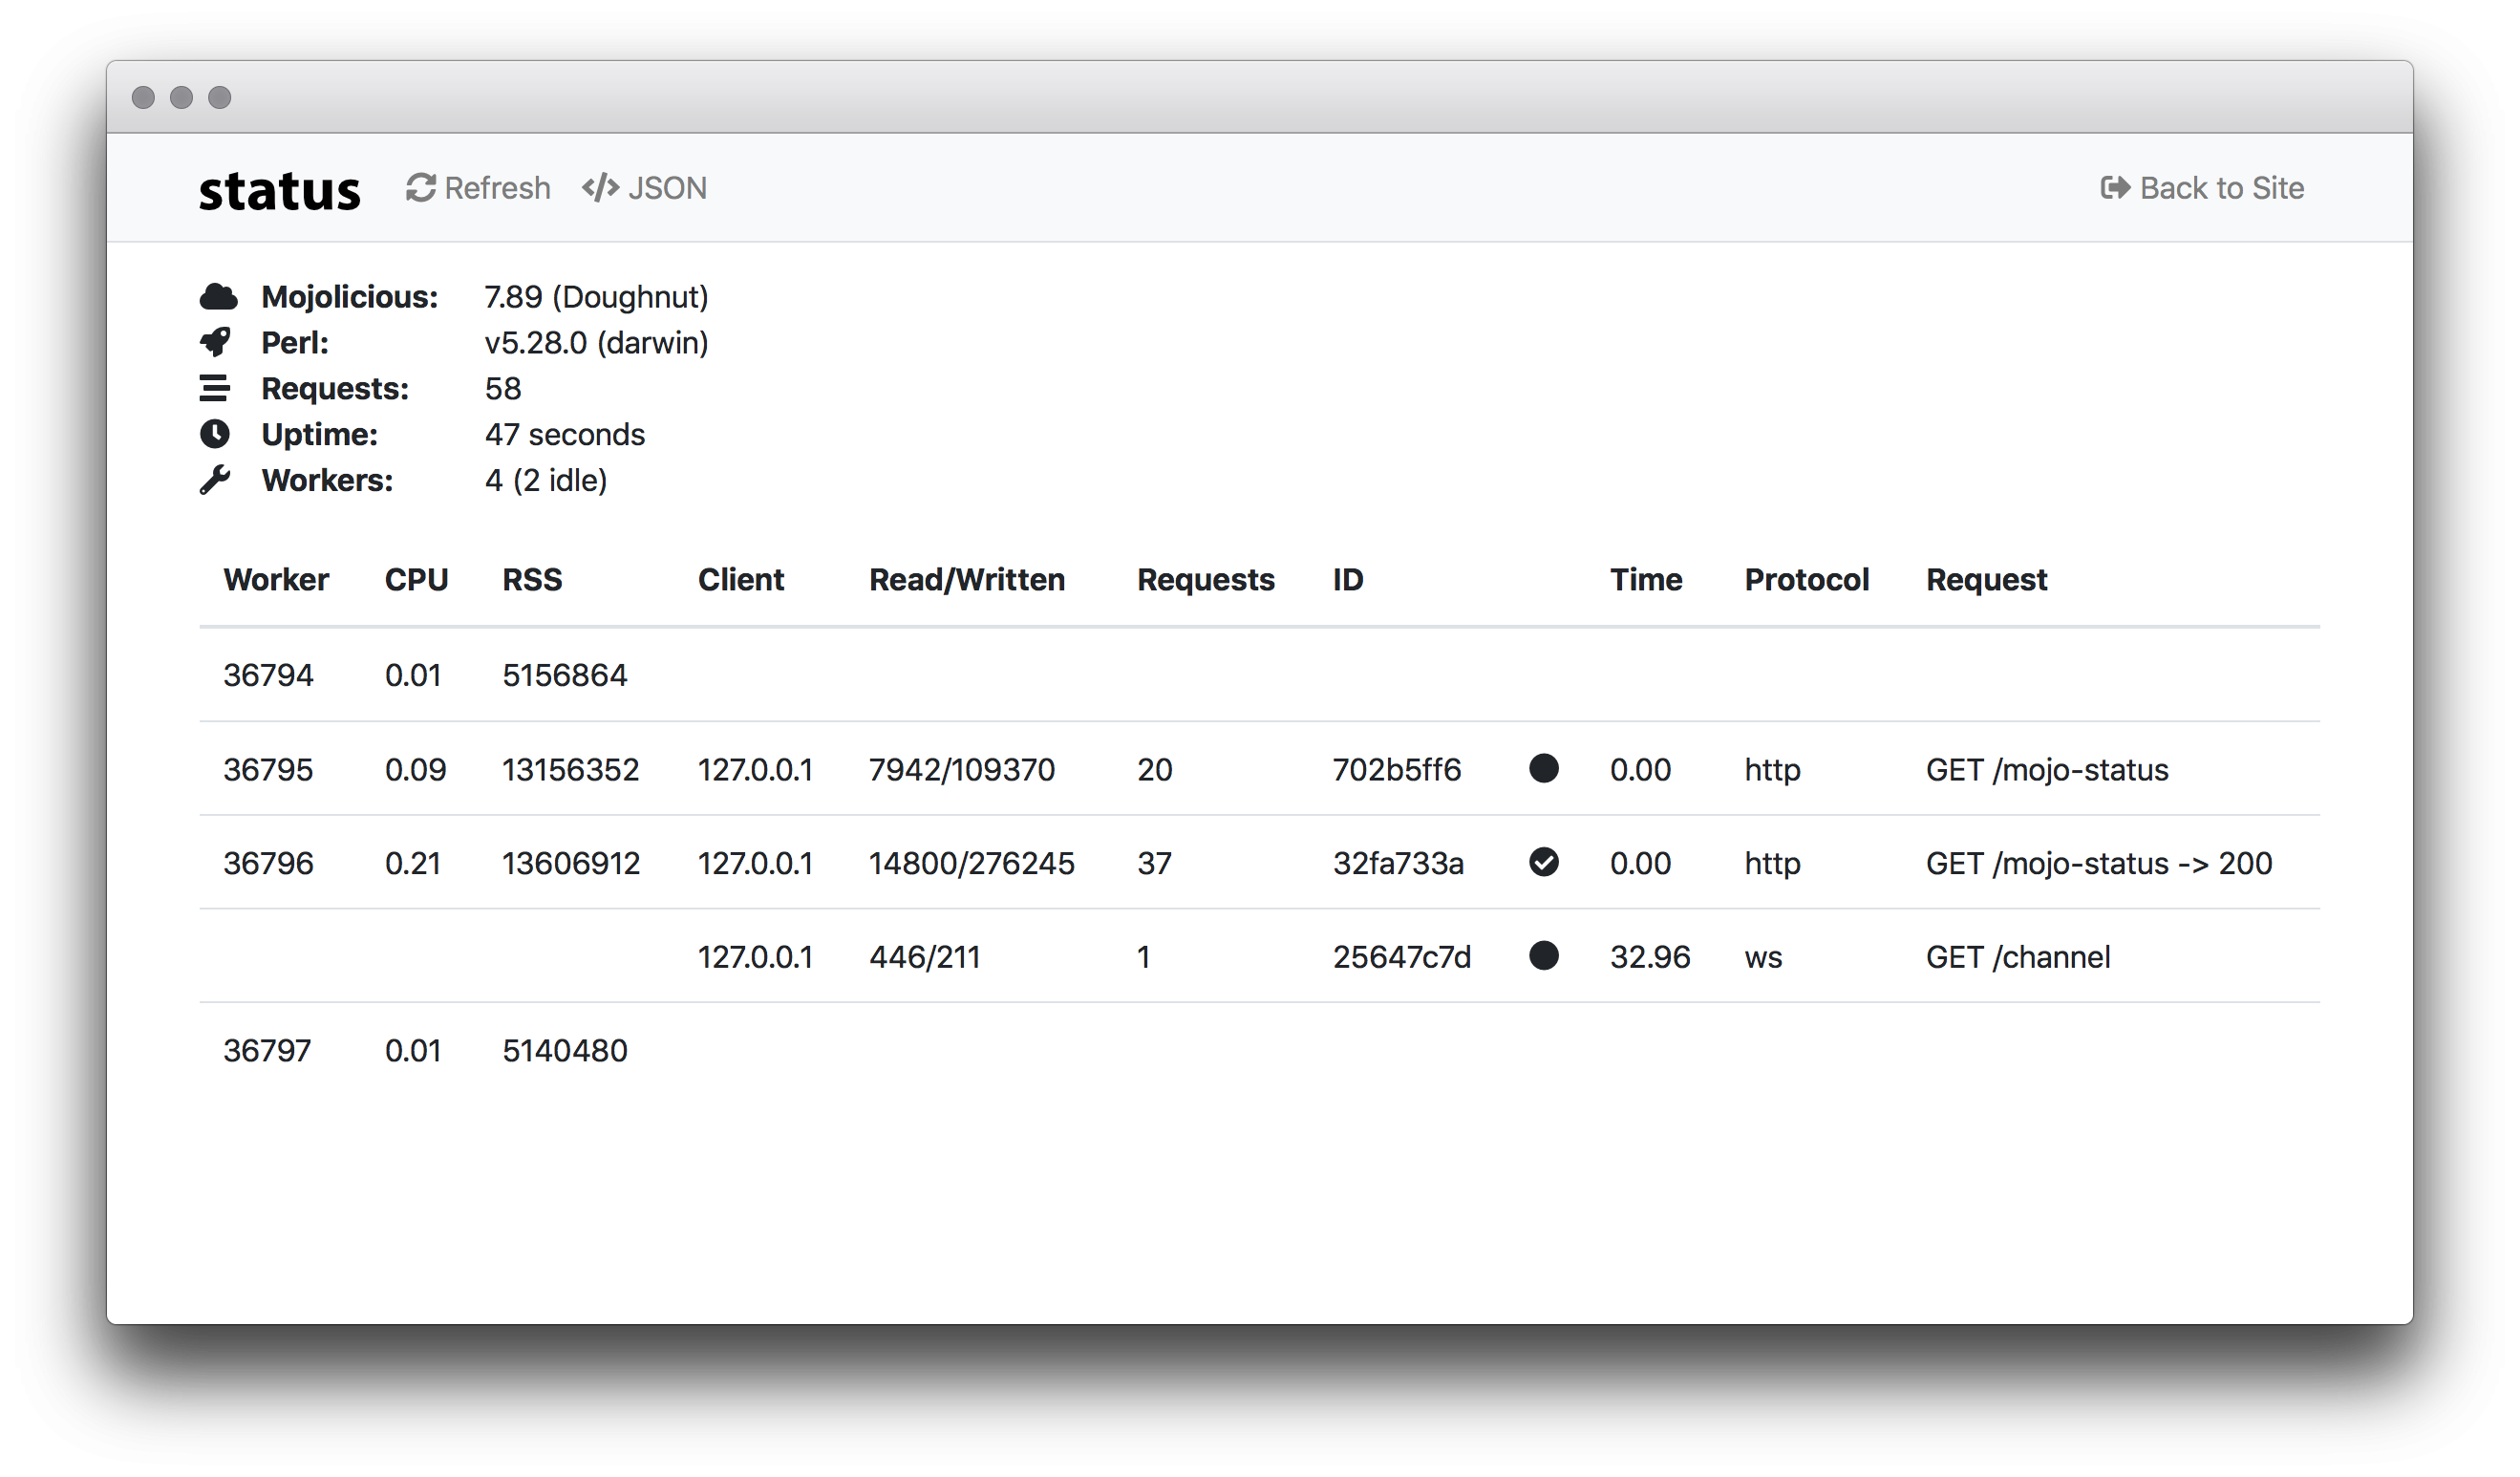 status Refresh </> JSON Back to Site
Mojolicious: 7.89 (Doughnut)
Perl: v5.28.0 (darwin)
Requests: 58
Uptime: 47 seconds
Workers: 4 (2 idle)
Worker CPU RSS Client Read/Written Requests ID Time Protocol Request
36794 0.01 5156864
36795 0.09 13156352 127.0.0.1 7942/109370 20 702b5ff6 0.00 http GET /mojo-status
36796 0.21 13606912 127.0.0.1 14800/276245 37 32fa733a 0.00 http GET /mojo-status -> 200
127.0.0.1 446/211 1 25647c7d 32.96 ws GET /channel
36797 0.01 5140480